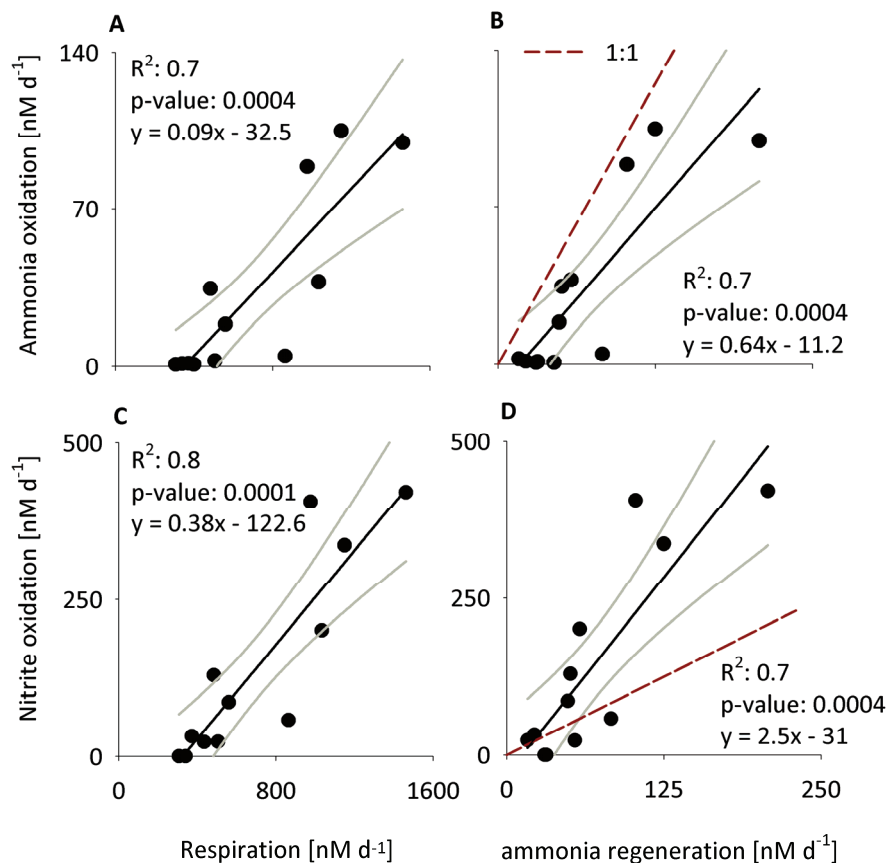 A
B
140
70
0
R²: 0.7
p-value: 0.0004
y = 0.09x - 32.5
1:1
R²: 0.7
p-value: 0.0004
y = 0.64x - 11.2
Ammonia oxidation [nM d⁻¹]
C
D
500
250
0
R²: 0.8
p-value: 0.0001
y = 0.38x - 122.6
500
250
0
R²: 0.7
p-value: 0.0004
y = 2.5x - 31
Nitrite oxidation [nM d⁻¹]
0 800 1600
0 125 250
Respiration [nM d⁻¹]
ammonia regeneration [nM d⁻¹]